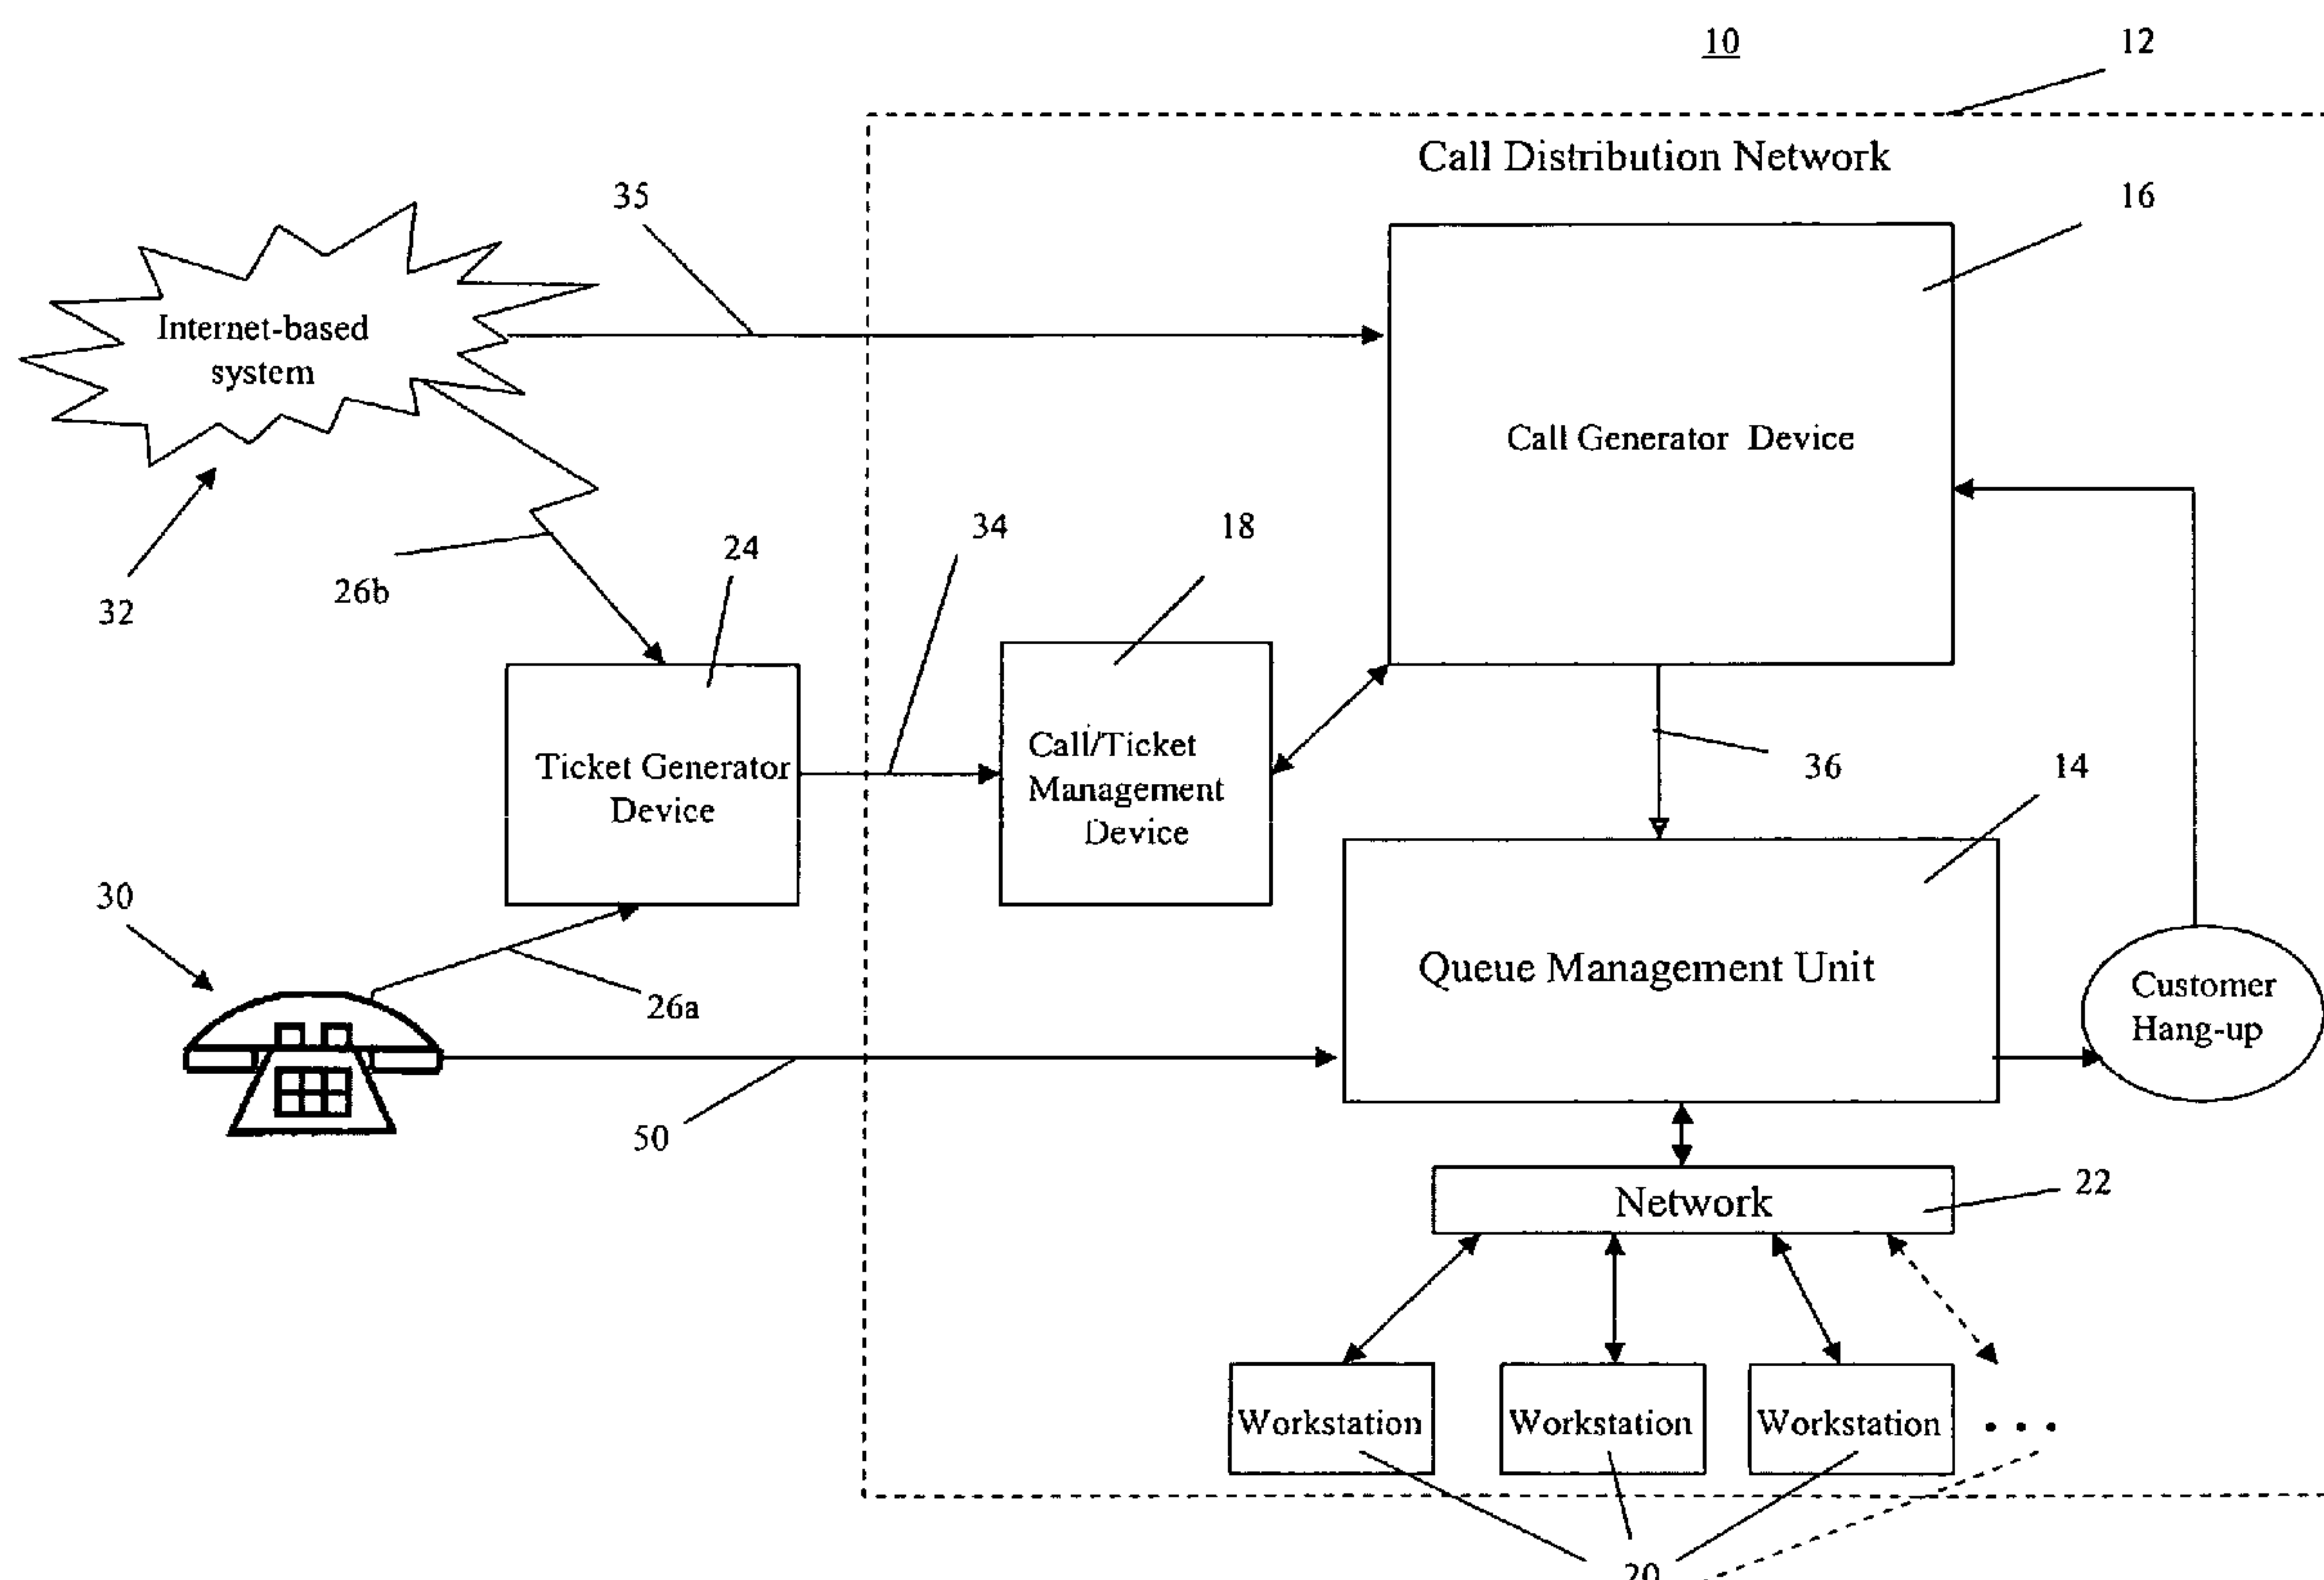 10
12
Call Distribution Network
35
16
Internet-based
system
Call Generator Device
26b
24
34
18
32
Ticket Generator
Device
Call/Ticket
Management
Device
36
14
30
26a
Queue Management Unit
Customer
Hang-up
50
Network
22
Workstation
Workstation
Workstation
. . .
20